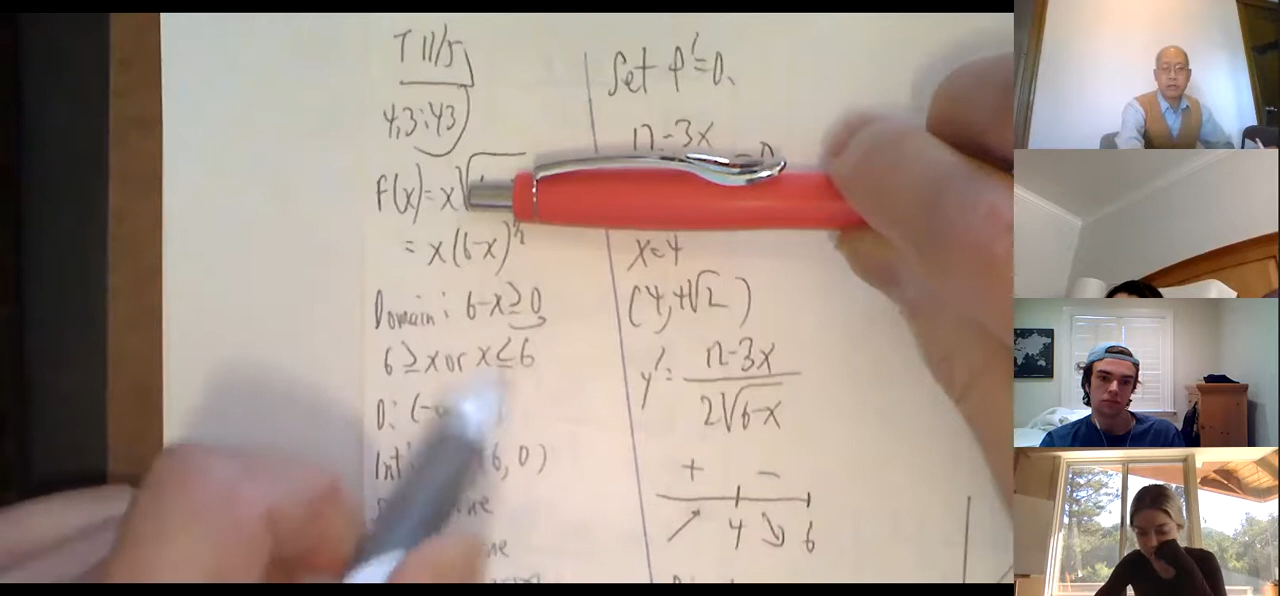 T 11/5
4.3: 43
f(x) = x√
= x(6-x)^½
Domain: 6-x ≥ 0
6 ≥ x or x ≤ 6
D: (-
Int: 6, 0)
Set f' = 0.
12-3x
x=4
(4, 4√2)
y' = 12-3x
2√6-x
+ -
4 6